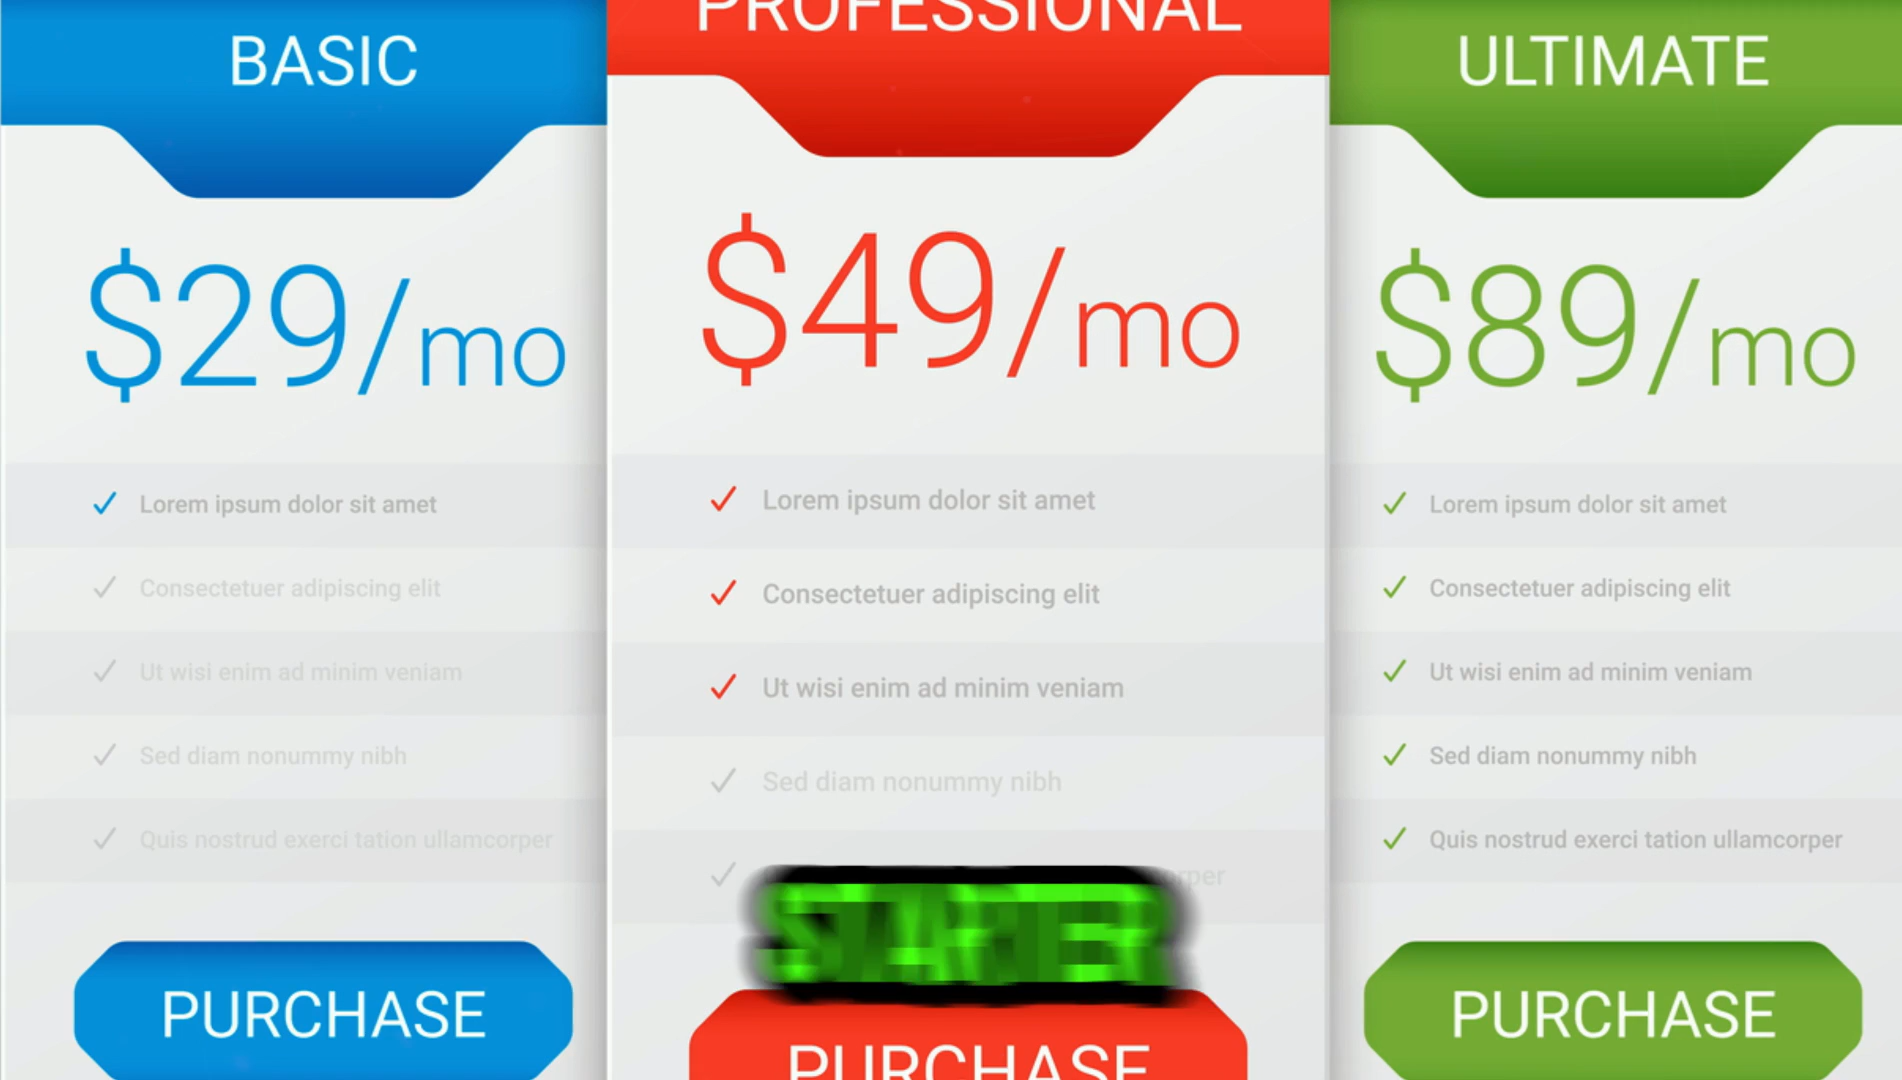 BASIC
$29/mo
Lorem ipsum dolor sit amet
Consectetuer adipiscing elit
Ut wisi enim ad minim veniam
Sed diam nonummy nibh
Quis nostrud exerci tation ullamcorper
PURCHASE
PROFESSIONAL
$49/mo
Lorem ipsum dolor sit amet
Consectetuer adipiscing elit
Ut wisi enim ad minim veniam
Sed diam nonummy nibh
STARTER
PURCHASE
ULTIMATE
$89/mo
Lorem ipsum dolor sit amet
Consectetuer adipiscing elit
Ut wisi enim ad minim veniam
Sed diam nonummy nibh
Quis nostrud exerci tation ullamcorper
PURCHASE